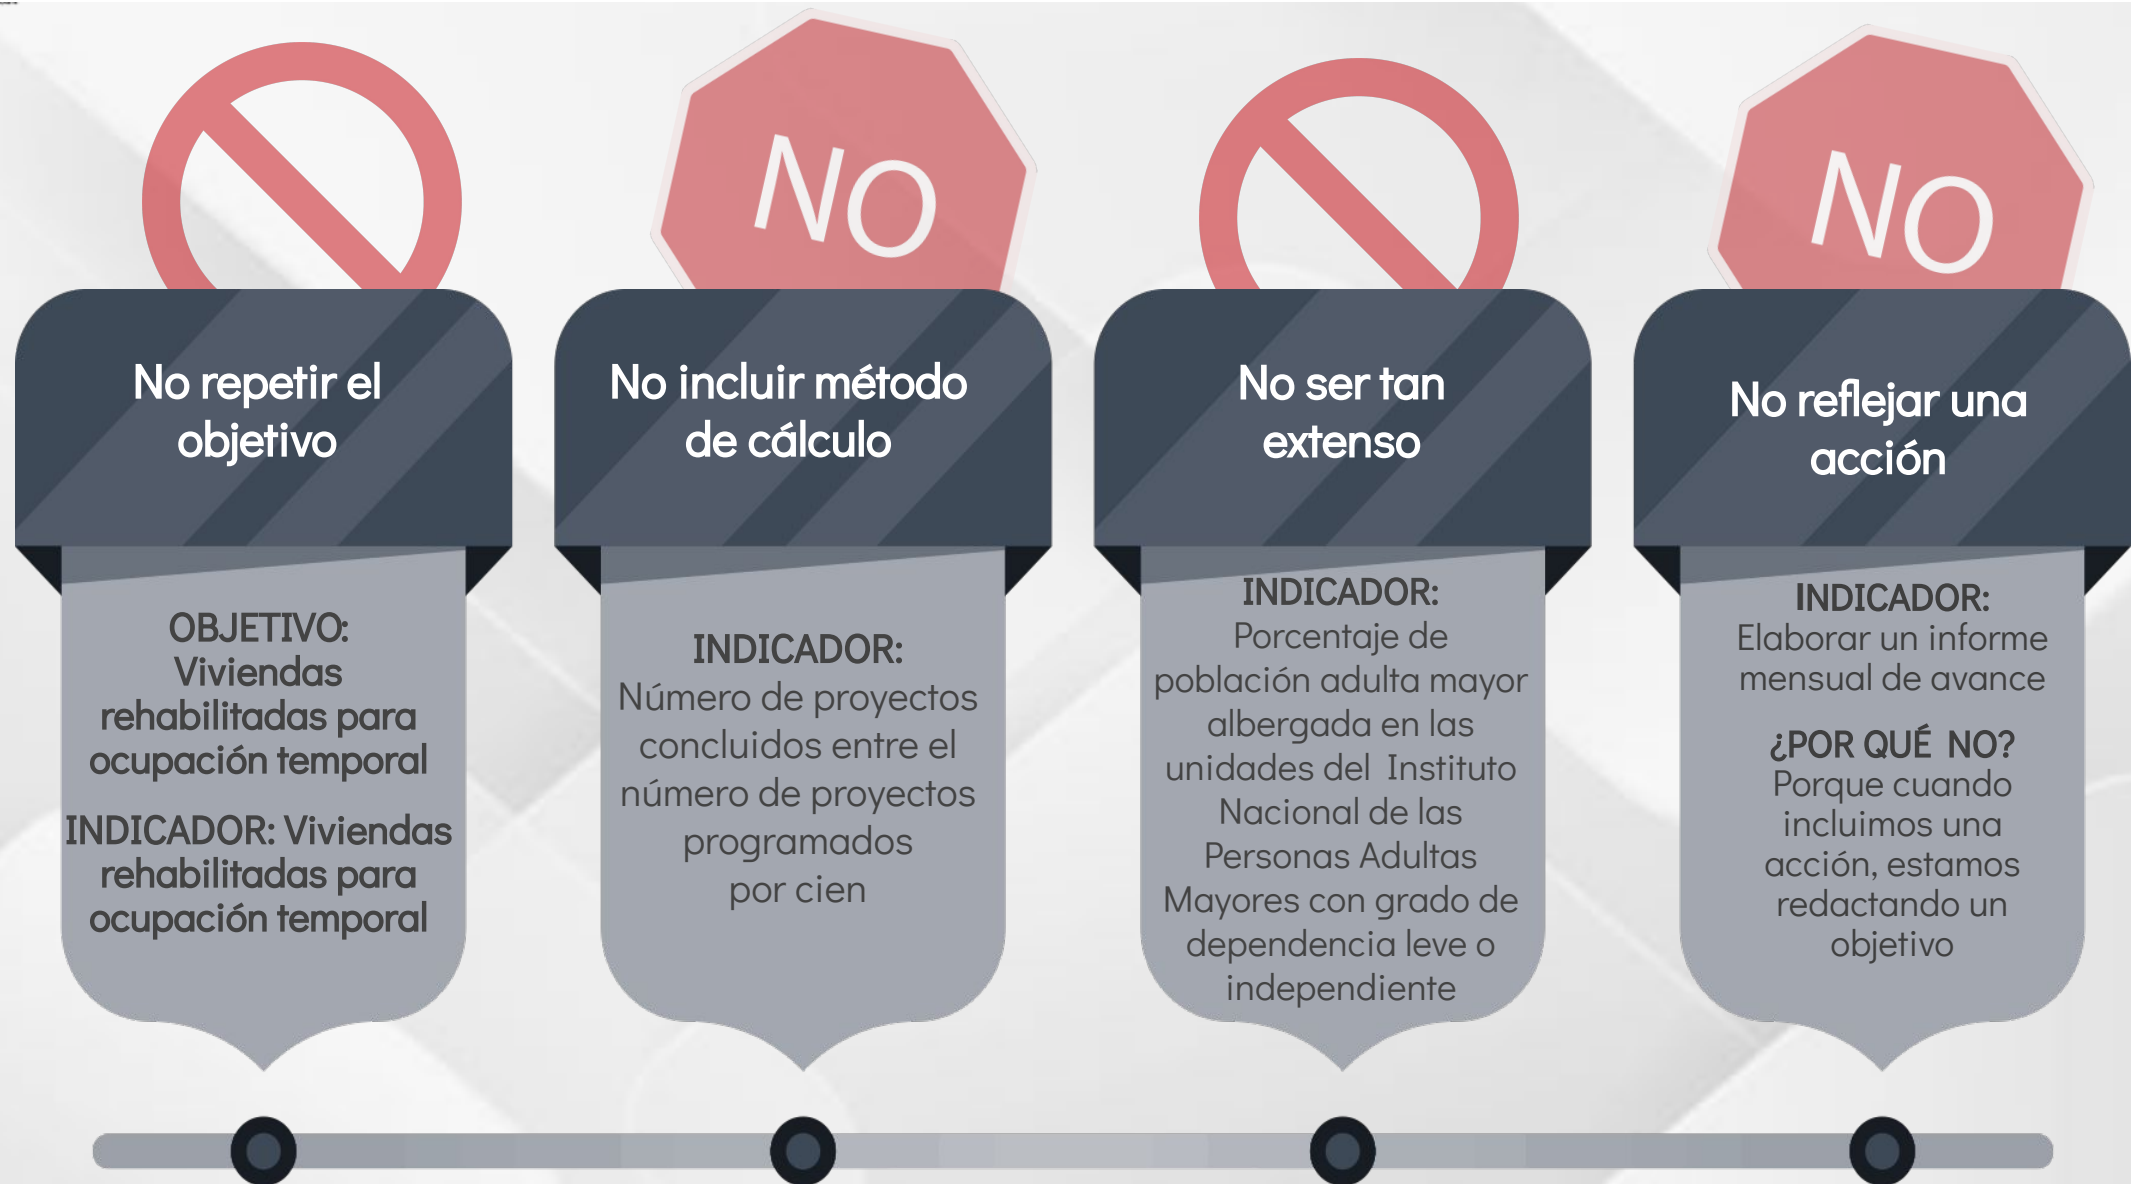 No repetir el
objetivo
OBJETIVO:
Viviendas
rehabilitadas para
ocupación temporal
INDICADOR: Viviendas
rehabilitadas para
ocupación temporal
NO
No incluir método
de cálculo
INDICADOR:
Número de proyectos
concluidos entre el
número de proyectos
programados
por cien
No ser tan
extenso
INDICADOR:
Porcentaje de
población adulta mayor
albergada en las
unidades del Instituto
Nacional de las
Personas Adultas
Mayores con grado de
dependencia leve o
independiente
NO
No reflejar una
acción
INDICADOR:
Elaborar un informe
mensual de avance
¿POR QUÉ NO?
Porque cuando
incluimos una
acción, estamos
redactando un
objetivo